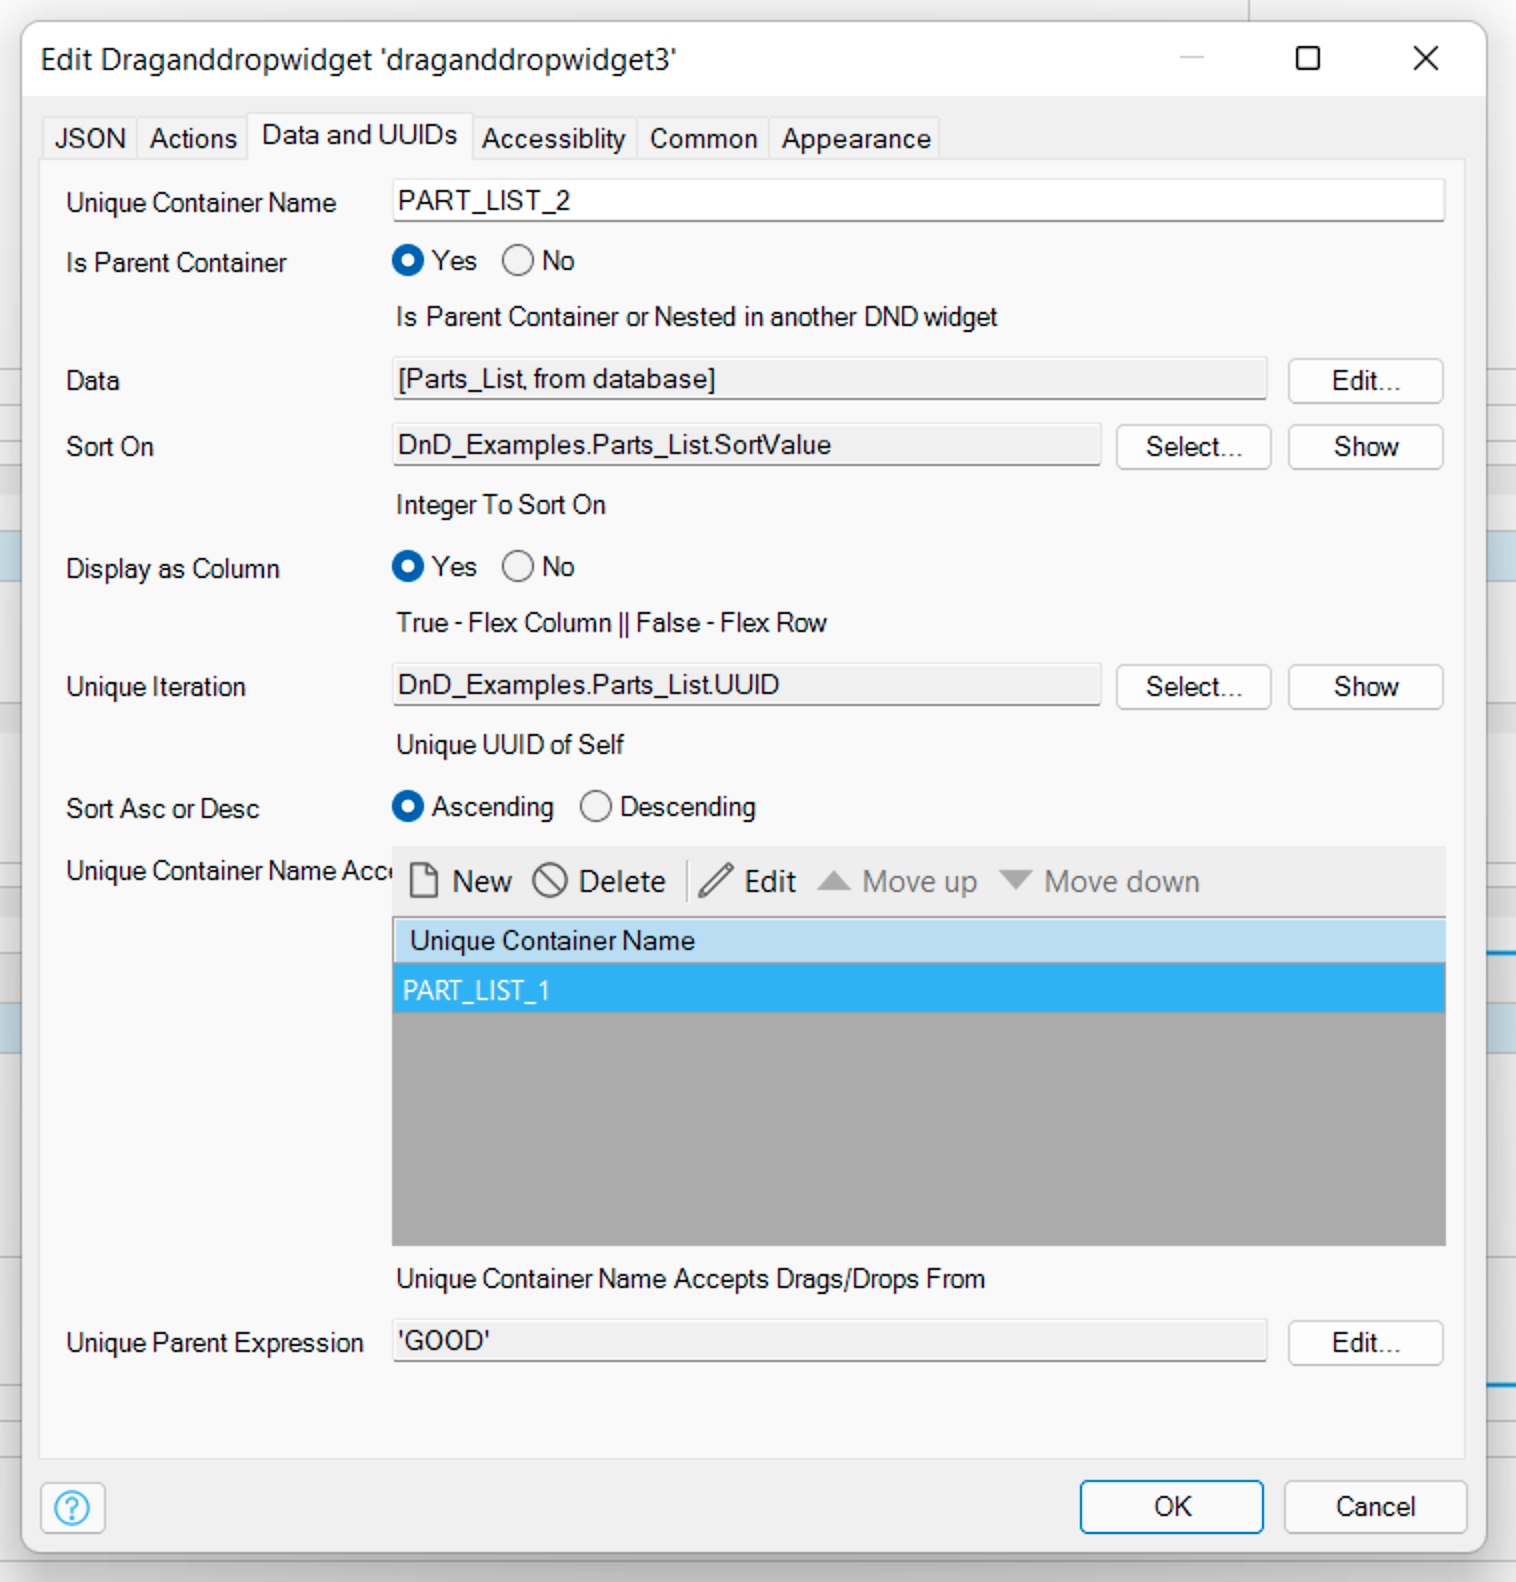 Edit Draganddropwidget 'draganddropwidget3'
JSON Actions Data and UUIDs Accessiblity Common Appearance
Unique Container Name PART_LIST_2
Is Parent Container Yes No
Is Parent Container or Nested in another DND widget
Data [Parts_List, from database] Edit...
Sort On DnD_Examples.Parts_List.SortValue Select... Show
Integer To Sort On
Display as Column Yes No
True - Flex Column || False - Flex Row
Unique Iteration DnD_Examples.Parts_List.UUID Select... Show
Unique UUID of Self
Sort Asc or Desc Ascending Descending
Unique Container Name Acce New Delete Edit Move up Move down
Unique Container Name
PART_LIST_1
Unique Container Name Accepts Drags/Drops From
Unique Parent Expression 'GOOD' Edit...
? OK Cancel